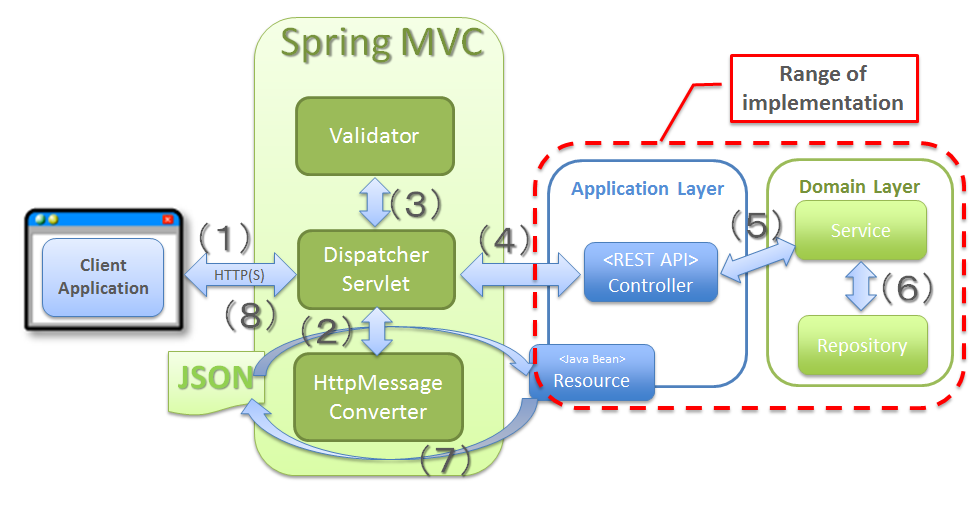 Spring MVC
Range of
implementation
Validator
Application Layer
Domain Layer
(3)
(1)
(4)
(5)
Service
Client
Application
HTTP(S)
Dispatcher
Servlet
<REST API>
Controller
(6)
(8)
(2)
Repository
JSON
HttpMessage
Converter
<Java Bean>
Resource
(7)